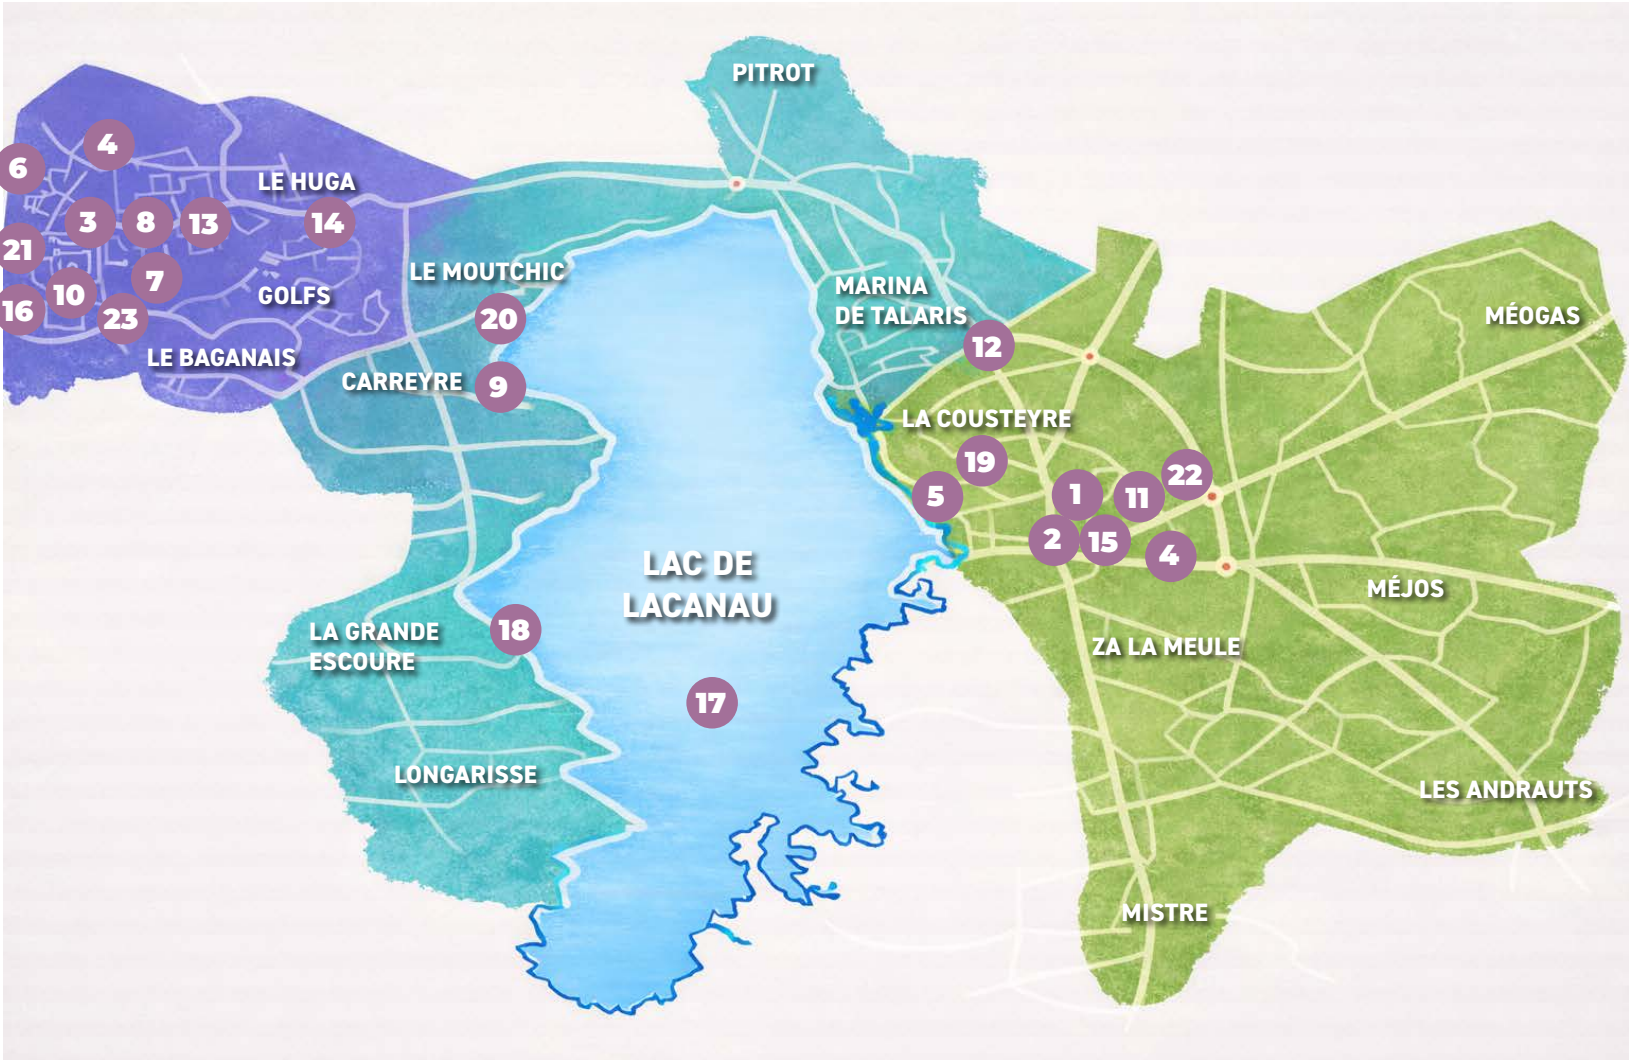 PITROT
4
6
LE HUGA
3
8
13
14
21
LE MOUTCHIC
7
10
GOLFS
MARINA
DE TALARIS
16
23
20
MÉOGAS
12
LE BAGANAIS
CARREYRE
9
LA COUSTEYRE
19
22
5
1
11
2
15
4
LAC DE
LACANAU
MÉJOS
18
LA GRANDE
ESCOURE
ZA LA MEULE
17
LONGARISSE
LES ANDRAUTS
MISTRE